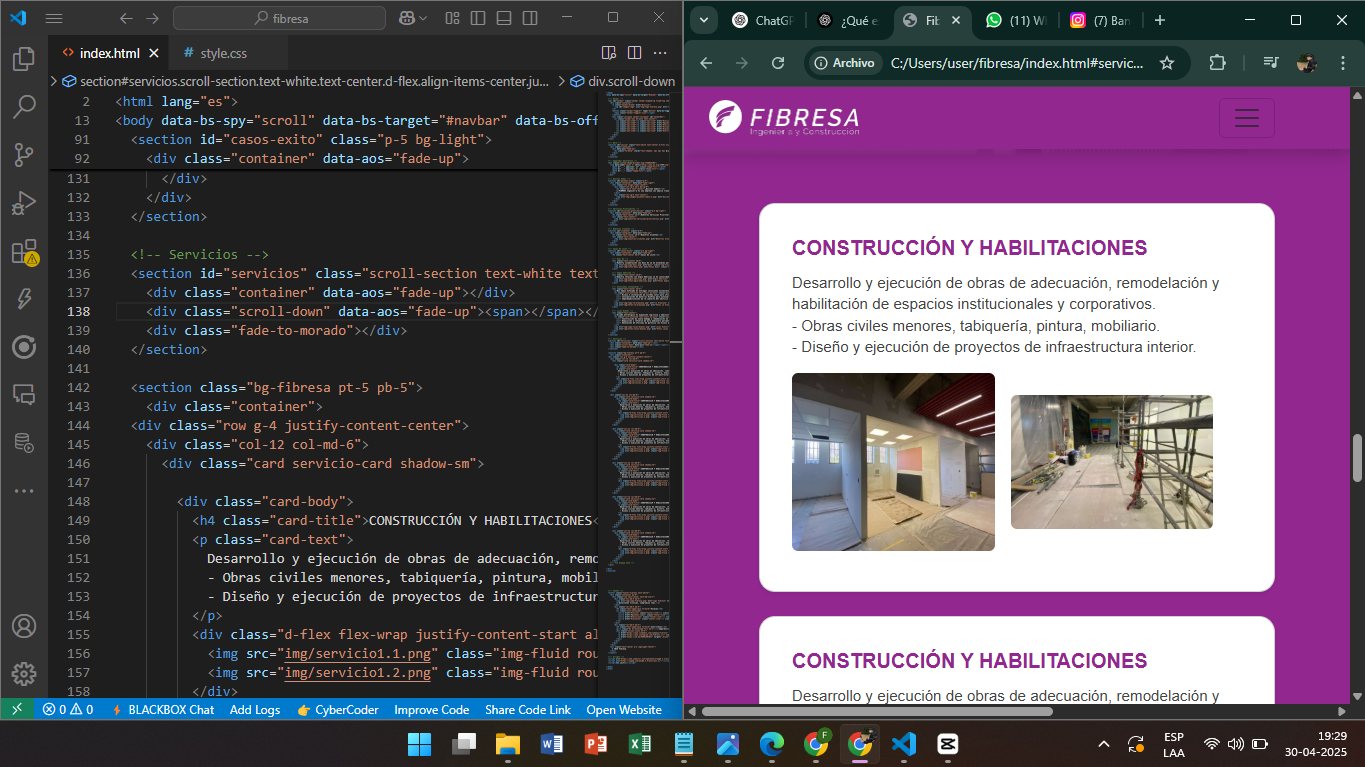 fibresa
index.html
# style.css
section#servicios.scroll-section.text-white.text-center.d-flex.align-items-center.ju... > div.scroll-down
2 <html lang="es">
13 <body data-bs-spy="scroll" data-bs-target="#navbar" data-bs-off
91 <section id="casos-exito" class="p-5 bg-light">
92 <div class="container" data-aos="fade-up">
131 </div>
132 </div>
133 </section>
134
135 <!-- Servicios -->
136 <section id="servicios" class="scroll-section text-white text
137 <div class="container" data-aos="fade-up"></div>
138 <div class="scroll-down" data-aos="fade-up"><span></span></
139 <div class="fade-to-morado"></div>
140 </section>
141
142 <section class="bg-fibresa pt-5 pb-5">
143 <div class="container">
144 <div class="row g-4 justify-content-center">
145 <div class="col-12 col-md-6">
146 <div class="card servicio-card shadow-sm">
147
148 <div class="card-body">
149 <h4 class="card-title">CONSTRUCCIÓN Y HABILITACIONES<
150 <p class="card-text">
151 Desarrollo y ejecución de obras de adecuación, remo
152 - Obras civiles menores, tabiquería, pintura, mobil
153 - Diseño y ejecución de proyectos de infraestructur
154 </p>
155 <div class="d-flex flex-wrap justify-content-start al
156 <img src="img/servicio1.1.png" class="img-fluid rou
157 <img src="img/servicio1.2.png" class="img-fluid rou
158 </div>
0 0 BLACKBOX Chat Add Logs CyberCoder Improve Code Share Code Link Open Website
ChatGP
¿Qué e
Fib
(11) W
(7) Ban
Archivo C:/Users/user/fibresa/index.html#servic...
FIBRESA
Ingeniería y Construcción
CONSTRUCCIÓN Y HABILITACIONES
Desarrollo y ejecución de obras de adecuación, remodelación y
habilitación de espacios institucionales y corporativos.
- Obras civiles menores, tabiquería, pintura, mobiliario.
- Diseño y ejecución de proyectos de infraestructura interior.
CONSTRUCCIÓN Y HABILITACIONES
Desarrollo y ejecución de obras de adecuación, remodelación y
ESP
LAA
19:29
30-04-2025